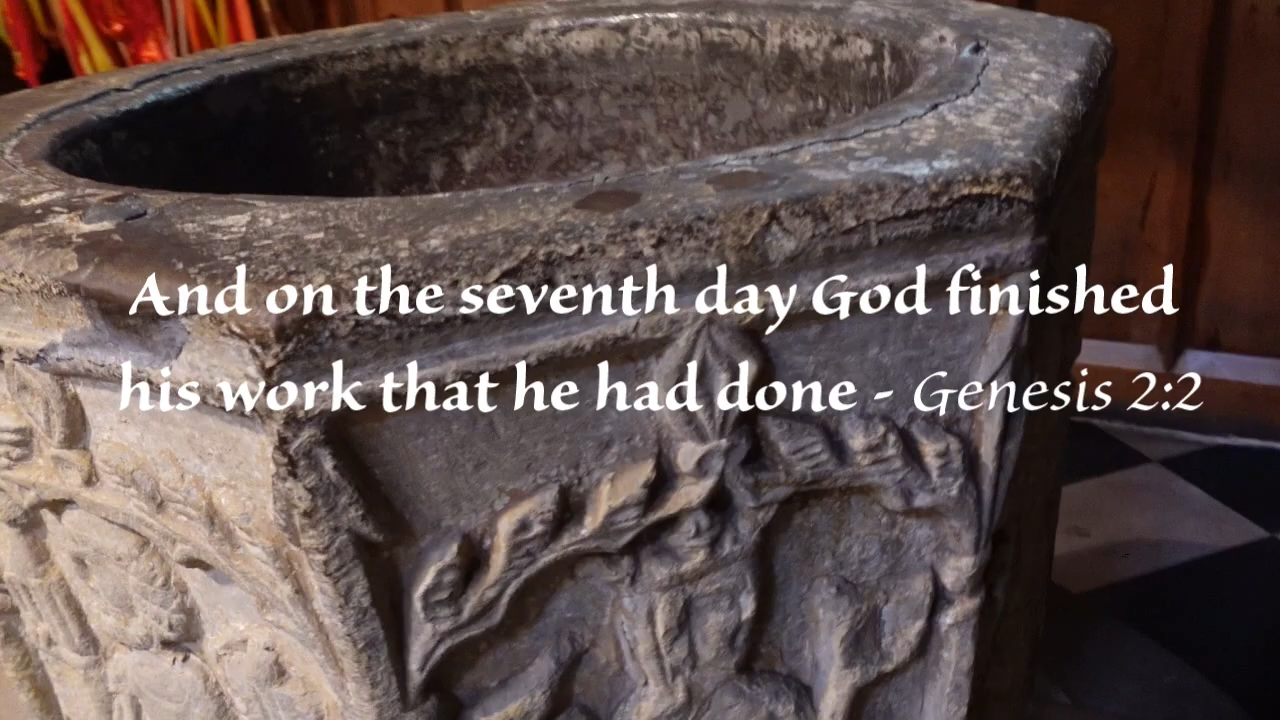 And on the seventh day God finished
his work that he had done - Genesis 2:2